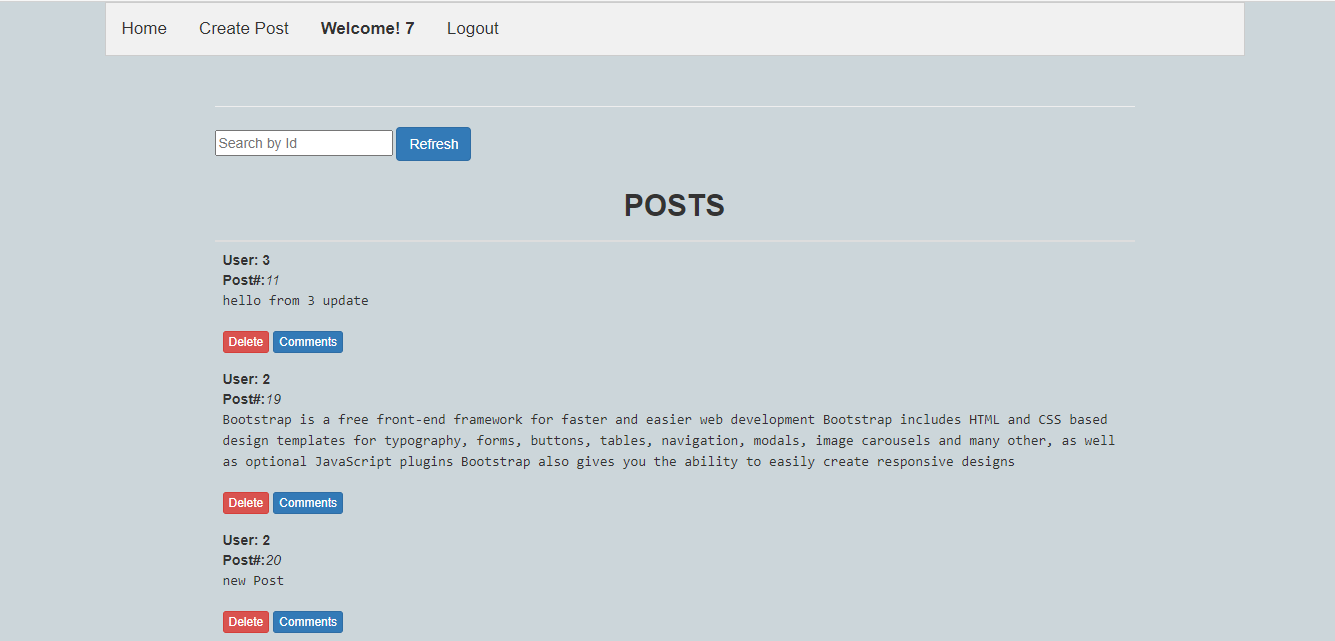 Home Create Post Welcome! 7 Logout
Search by Id Refresh
POSTS
User: 3
Post#:11
hello from 3 update
Delete Comments
User: 2
Post#:19
Bootstrap is a free front-end framework for faster and easier web development Bootstrap includes HTML and CSS based
design templates for typography, forms, buttons, tables, navigation, modals, image carousels and many other, as well
as optional JavaScript plugins Bootstrap also gives you the ability to easily create responsive designs
Delete Comments
User: 2
Post#:20
new Post
Delete Comments